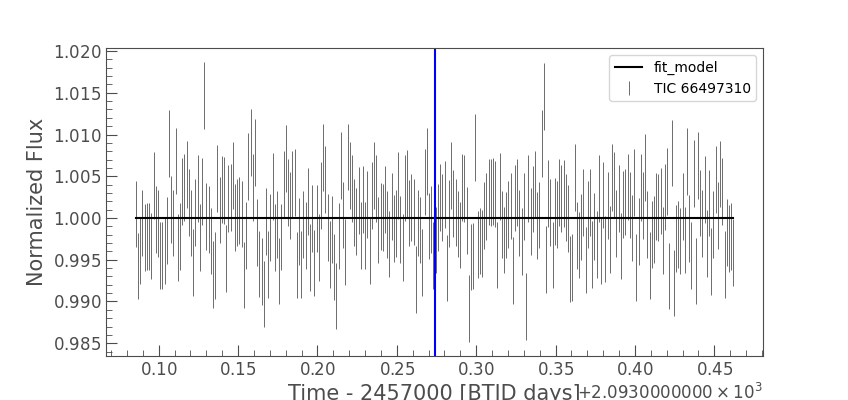 1.020
1.015
1.010
1.005
1.000
0.995
0.990
0.985
Normalized Flux
fit_model
TIC 66497310
0.10 0.15 0.20 0.25 0.30 0.35 0.40 0.45
Time - 2457000 [BTJD days]
+2.0930000000 × 10³